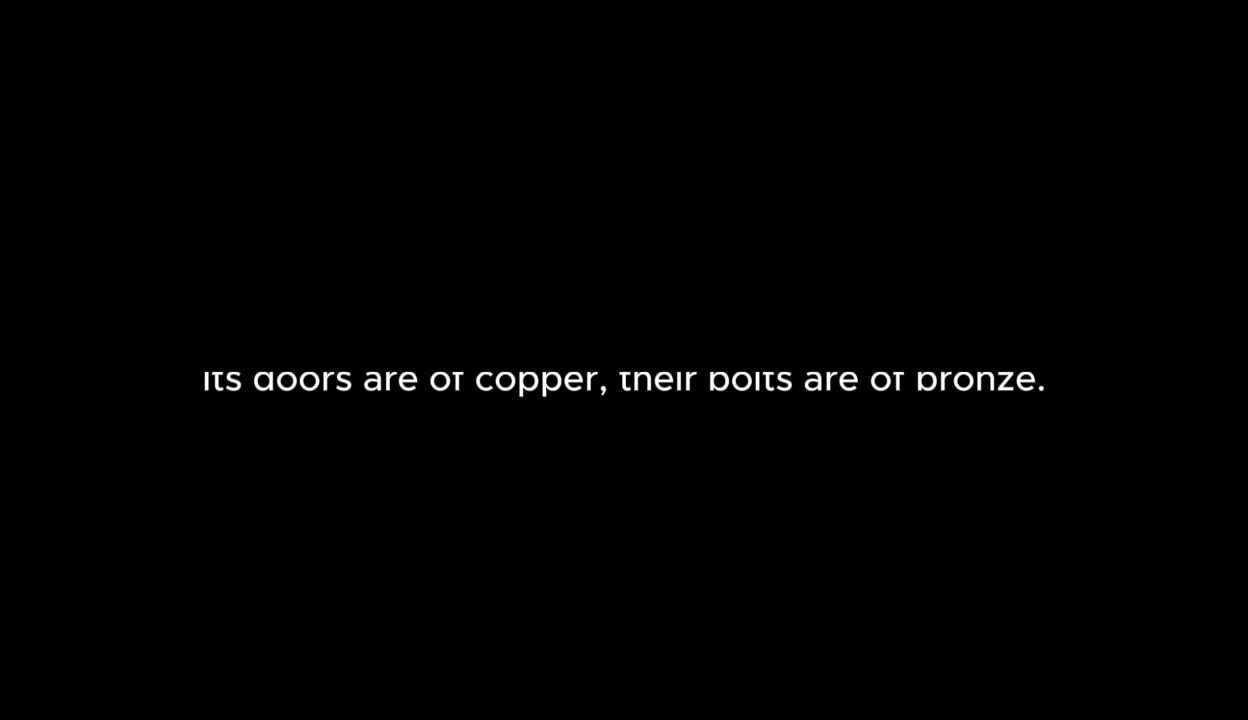 Its doors are of copper, their bolts are of bronze.